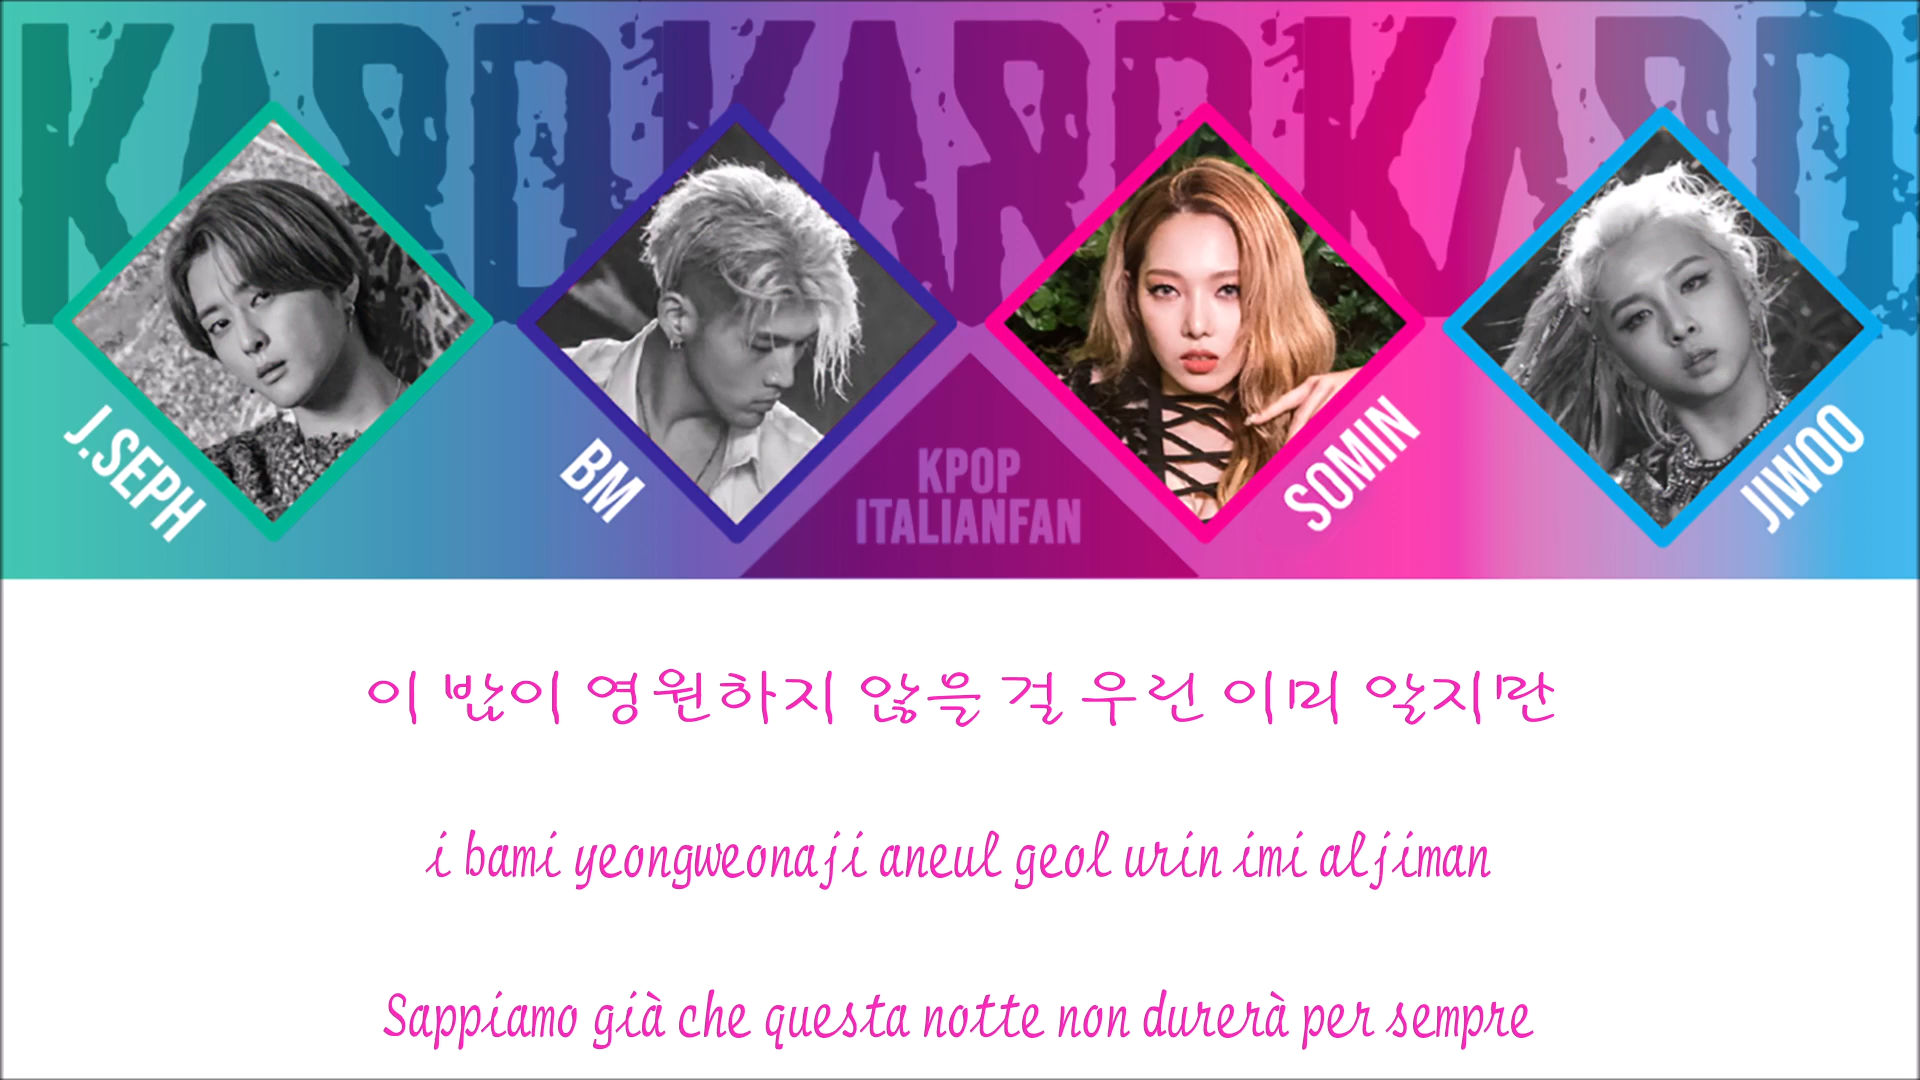 KARD KARD KARD
J.SEPH
BM
KPOP
ITALIANFAN
SOMIN
JIWOO
이 밤이 영원하지 않을 걸 우린 이미 알지만
i bami yeongweonaji aneul geol urin imi aljiman
Sappiamo già che questa notte non durerà per sempre